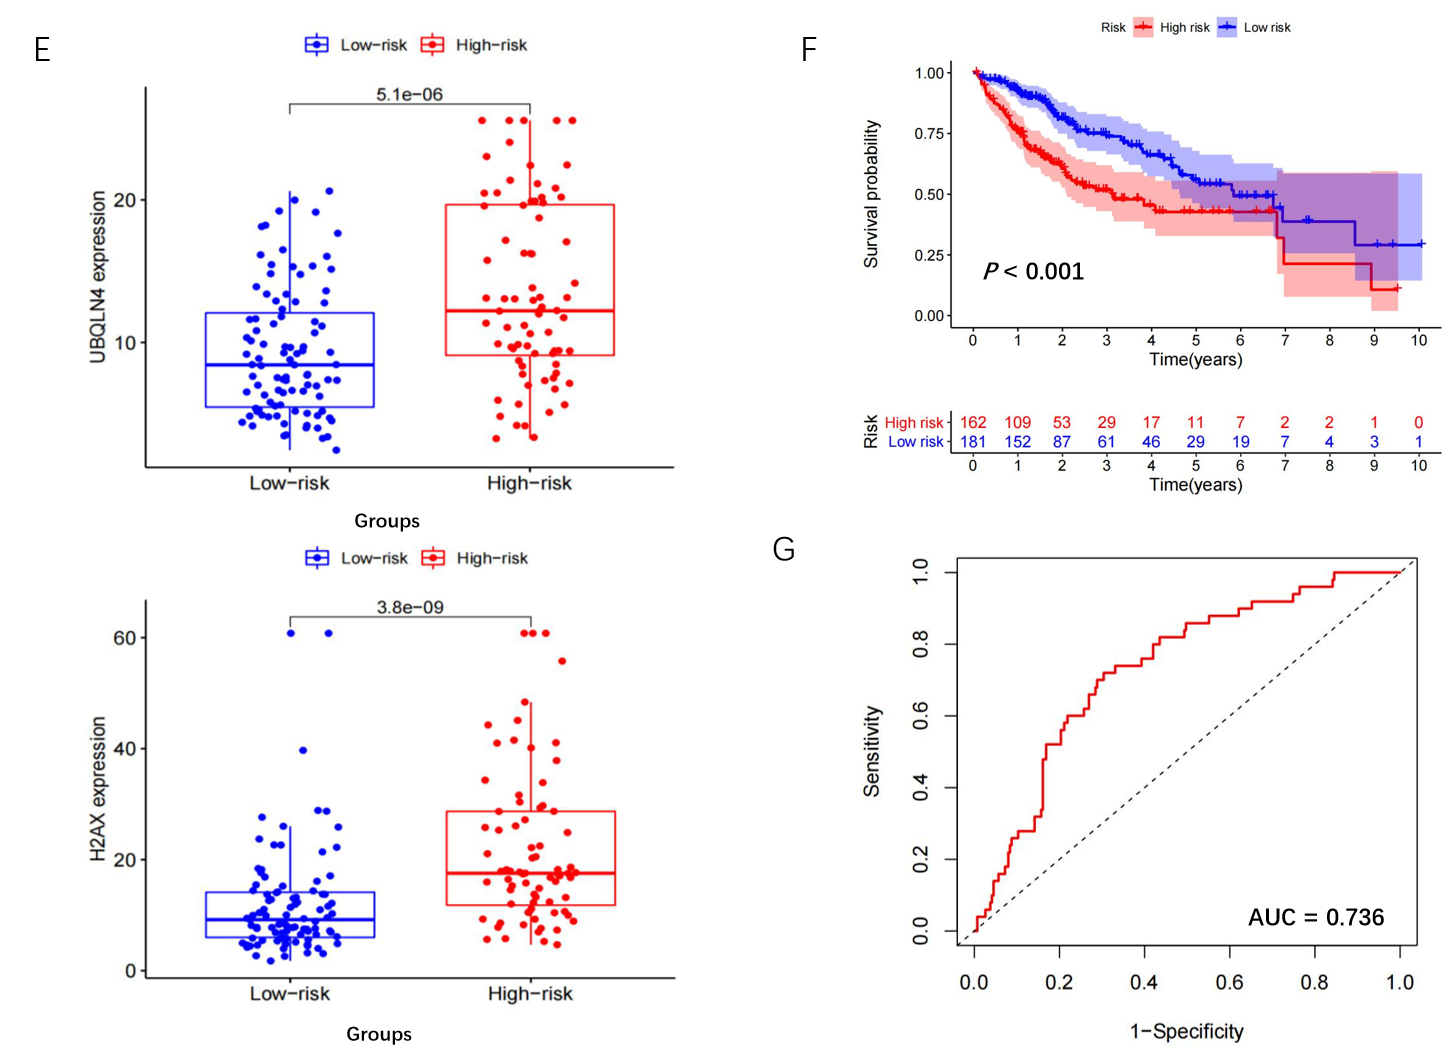 E
Low-risk High-risk
5.1e-06
UBQLN4 expression
20
10
Low-risk High-risk
Groups
Low-risk High-risk
3.8e-09
H2AX expression
60
40
20
0
Low-risk High-risk
Groups
F
Risk High risk Low risk
Survival probability
1.00
0.75
0.50
0.25
0.00
P < 0.001
0 1 2 3 4 5 6 7 8 9 10
Time(years)
Risk
High risk 162 109 53 29 17 11 7 2 2 1 0
Low risk 181 152 87 61 46 29 19 7 4 3 1
0 1 2 3 4 5 6 7 8 9 10
Time(years)
G
Sensitivity
1.0
0.8
0.6
0.4
0.2
0.0
AUC = 0.736
0.0 0.2 0.4 0.6 0.8 1.0
1-Specificity